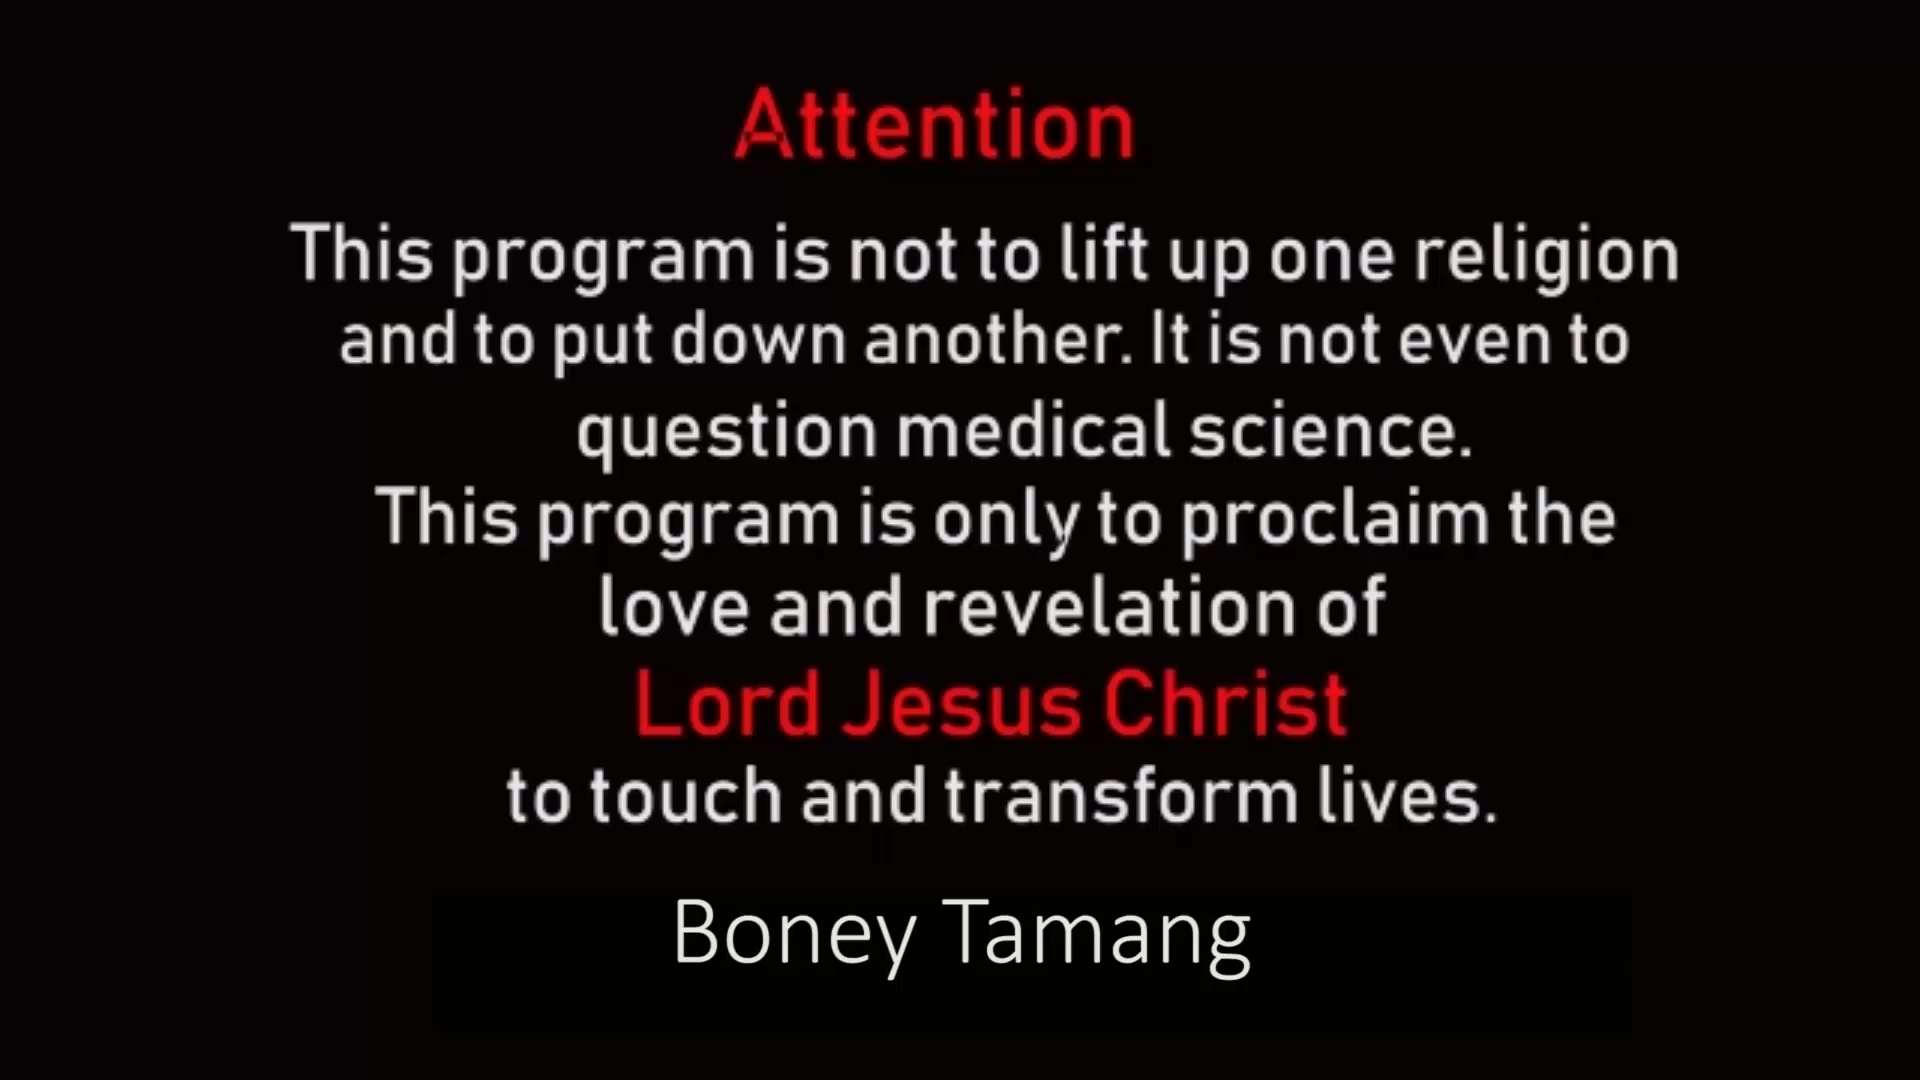 Attention
This program is not to lift up one religion
and to put down another. It is not even to
question medical science.
This program is only to proclaim the
love and revelation of
Lord Jesus Christ
to touch and transform lives.
Boney Tamang